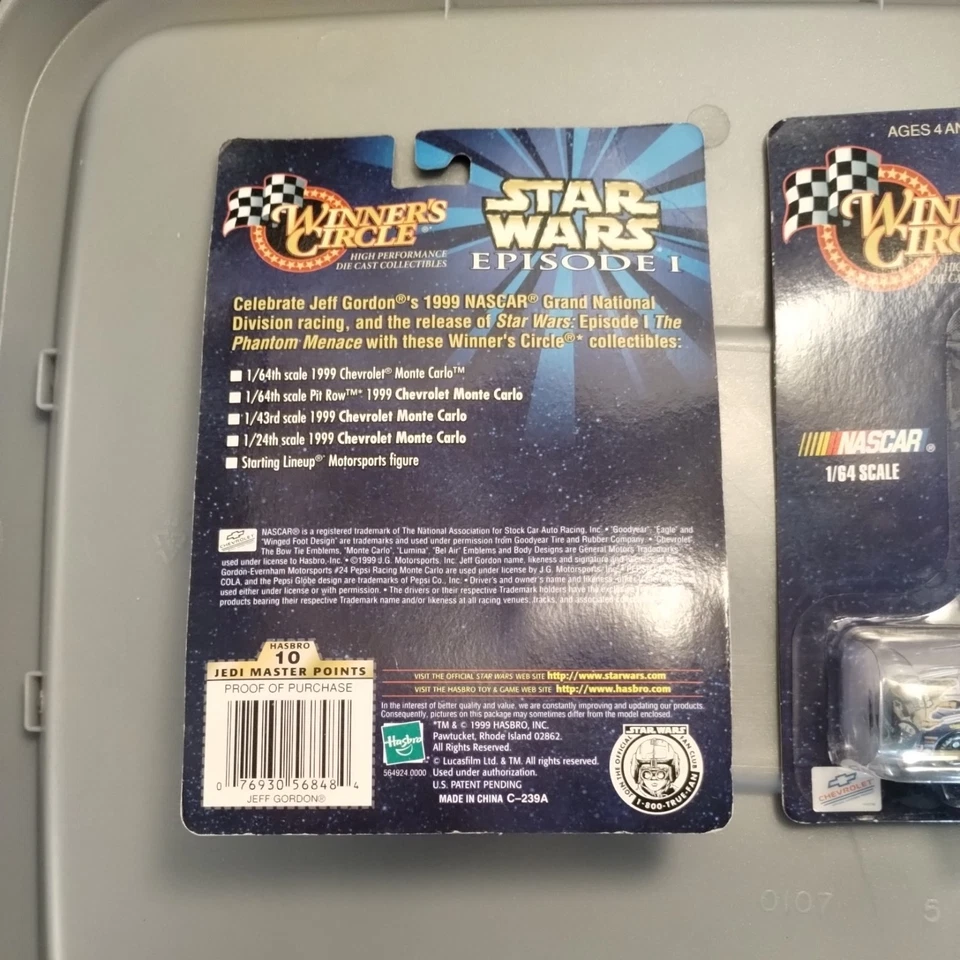 WINNER'S
CIRCLE®
HIGH PERFORMANCE
DIE CAST COLLECTIBLES
STAR
WARS
EPISODE I
Celebrate Jeff Gordon®'s 1999 NASCAR® Grand National
Division racing, and the release of Star Wars: Episode I The
Phantom Menace with these Winner's Circle®* collectibles:
1/64th scale 1999 Chevrolet® Monte Carlo™
1/64th scale Pit Row™* 1999 Chevrolet Monte Carlo
1/43rd scale 1999 Chevrolet Monte Carlo
1/24th scale 1999 Chevrolet Monte Carlo
Starting Lineup®* Motorsports figure
CHEVROLET
NASCAR® is a registered trademark of The National Association for Stock Car Auto Racing, Inc. • "Goodyear", "Eagle" and
"Winged Foot Design" are trademarks and used under permission from Goodyear Tire and Rubber Company. • "Chevrolet",
The Bow Tie Emblems, "Monte Carlo", "Lumina", "Bel Air" Emblems and Body Designs are General Motors Trademarks
used under license to Hasbro, Inc. • ©1999 J.G. Motorsports, Inc. Jeff Gordon name, likeness and signature
Gordon-Evernham Motorsports #24 Pepsi Racing Monte Carlo are used under license by J.G. Motorsports, Inc. • PEPSI
COLA, and the Pepsi Globe design are trademarks of Pepsi Co., Inc. • Driver's and owner's name and likeness
used either under license or with permission. • The drivers or their respective Trademark holders have the
products bearing their respective Trademark name and/or likeness at all racing venues, tracks, and associated
HASBRO
10
JEDI MASTER POINTS
PROOF OF PURCHASE
0 76930 56848 4
JEFF GORDON®
VISIT THE OFFICIAL STAR WARS WEB SITE http://www.starwars.com
VISIT THE HASBRO TOY & GAME WEB SITE http://www.hasbro.com
In the interest of better quality and value, we are constantly improving and updating our products.
Consequently, pictures on this package may sometimes differ from the model enclosed.
Hasbro
564924 0000
*TM & © 1999 HASBRO, INC.
Pawtucket, Rhode Island 02862.
All Rights Reserved.
© Lucasfilm Ltd. & TM. All rights reserved.
Used under authorization.
U.S. PATENT PENDING
MADE IN CHINA C-239A
JOIN THE OFFICIAL STAR WARS FAN CLUB
1-800-TRUE-FAN
AGES 4 AN
WIN
CIRC
HIG
DIE CA
NASCAR®
1/64 SCALE
CHEVROLET
0107
5